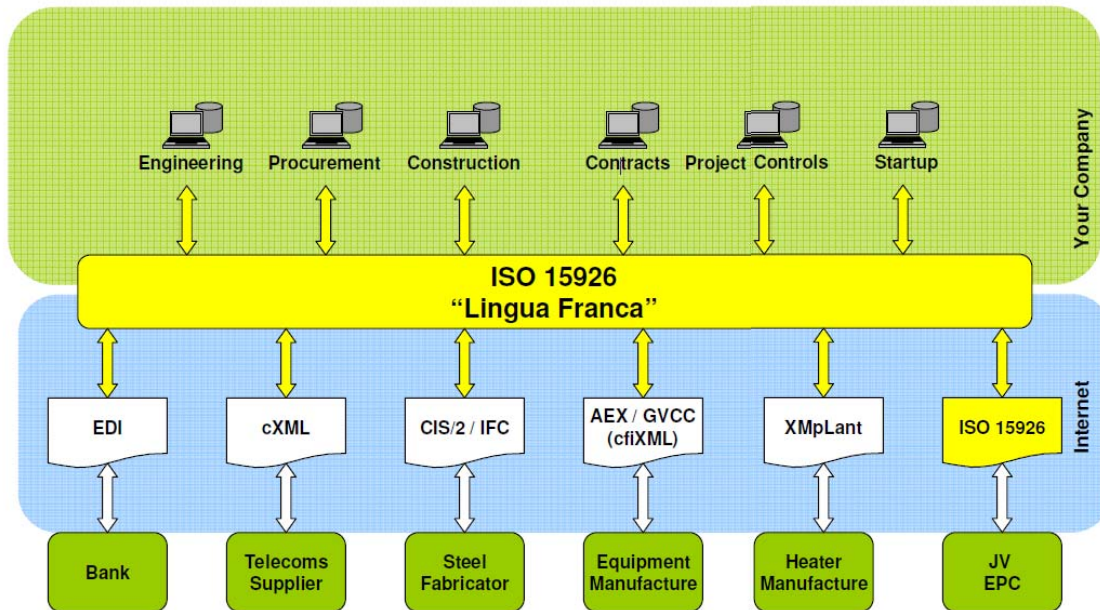 Engineering
Procurement
Construction
Contracts
Project Controls
Startup
Your Company
ISO 15926
“Lingua Franca”
EDI
cXML
CIS/2 / IFC
AEX / GVCC
(cfiXML)
XMpLant
ISO 15926
Internet
Bank
Telecoms
Supplier
Steel
Fabricator
Equipment
Manufacture
Heater
Manufacture
JV
EPC